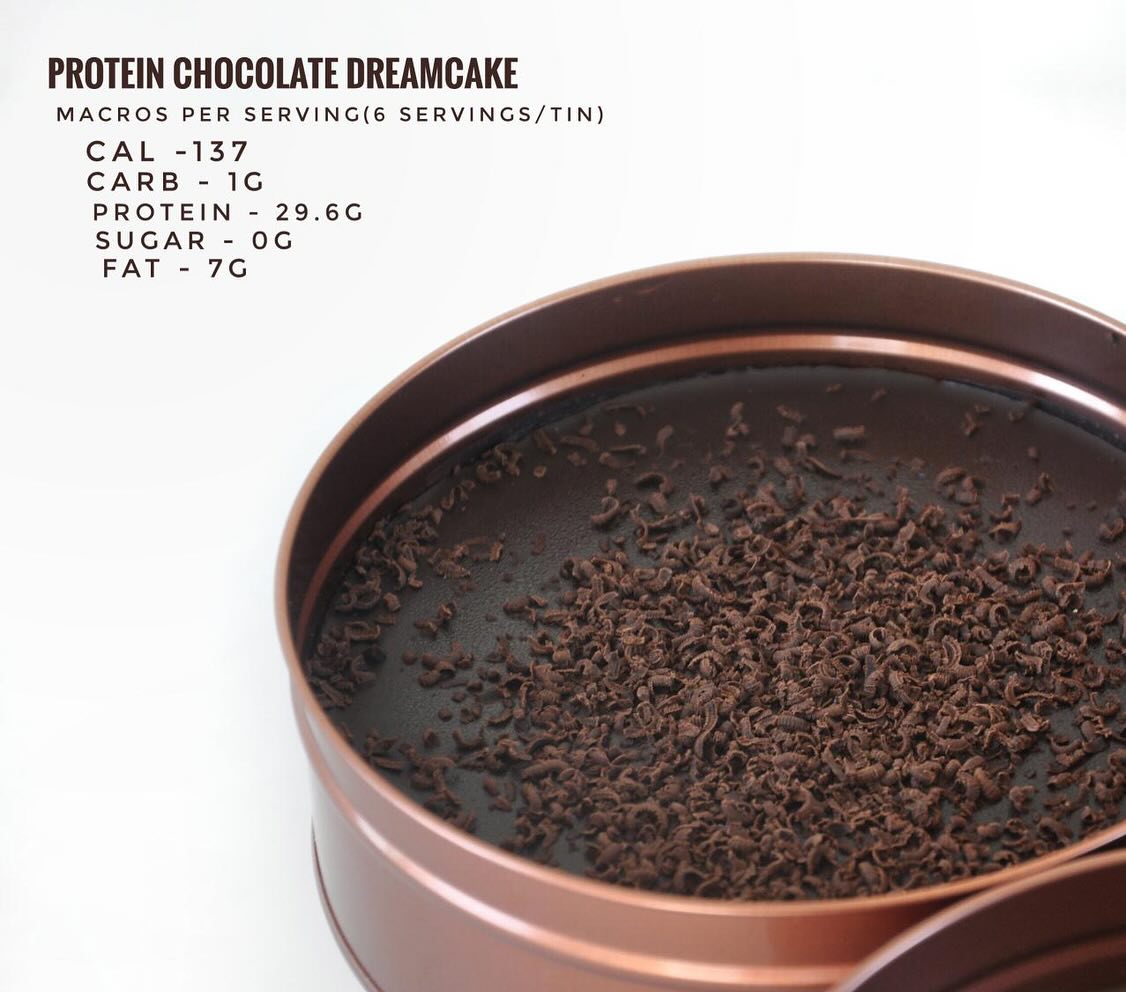 PROTEIN CHOCOLATE DREAMCAKE
MACROS PER SERVING(6 SERVINGS/TIN)
CAL -137
CARB - 1G
PROTEIN - 29.6G
SUGAR - 0G
FAT - 7G